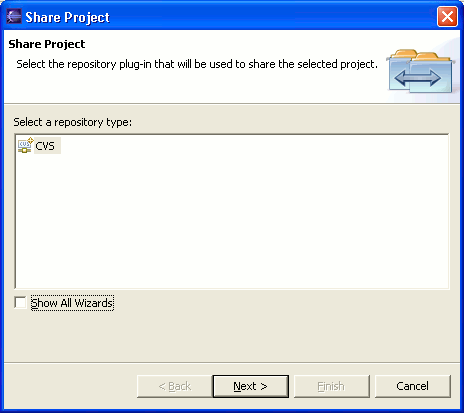 Share Project
Share Project
Select the repository plug-in that will be used to share the selected project.
Select a repository type:
CVS
Show All Wizards
< Back Next > Finish Cancel